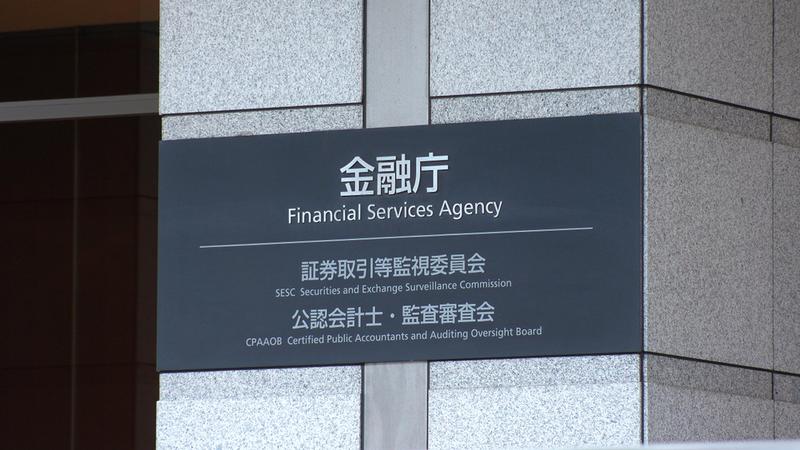 金融庁
Financial Services Agency
証券取引等監視委員会
SESC Securities and Exchange Surveillance Commission
公認会計士・監査審査会
CPAAOB Certified Public Accountants and Auditing Oversight Board